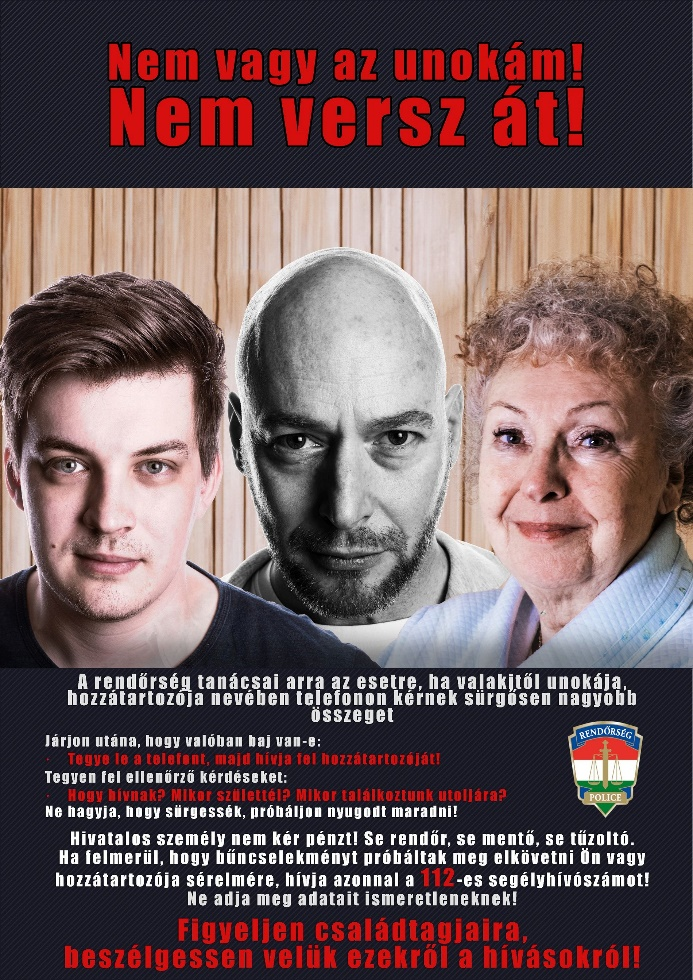 Nem vagy az unokám!
Nem versz át!
A rendőrség tanácsai arra az esetre, ha valakitől unokája,
hozzátartozója nevében telefonon kérnek sürgősen nagyobb
összeget
Járjon utána, hogy valóban baj van-e:
· Tegye le a telefont, majd hívja fel hozzátartozóját!
Tegyen fel ellenőrző kérdéseket:
· Hogy hívnak? Mikor születtél? Mikor találkoztunk utoljára?
Ne hagyja, hogy sürgessék, próbáljon nyugodt maradni!
RENDŐRSÉG
POLICE
Hivatalos személy nem kér pénzt! Se rendőr, se mentő, se tűzoltó.
Ha felmerül, hogy bűncselekményt próbáltak meg elkövetni Ön vagy
hozzátartozója sérelmére, hívja azonnal a 112-es segélyhívószámot!
Ne adja meg adatait ismeretleneknek!
Figyeljen családtagjaira,
beszélgessen velük ezekről a hívásokról!